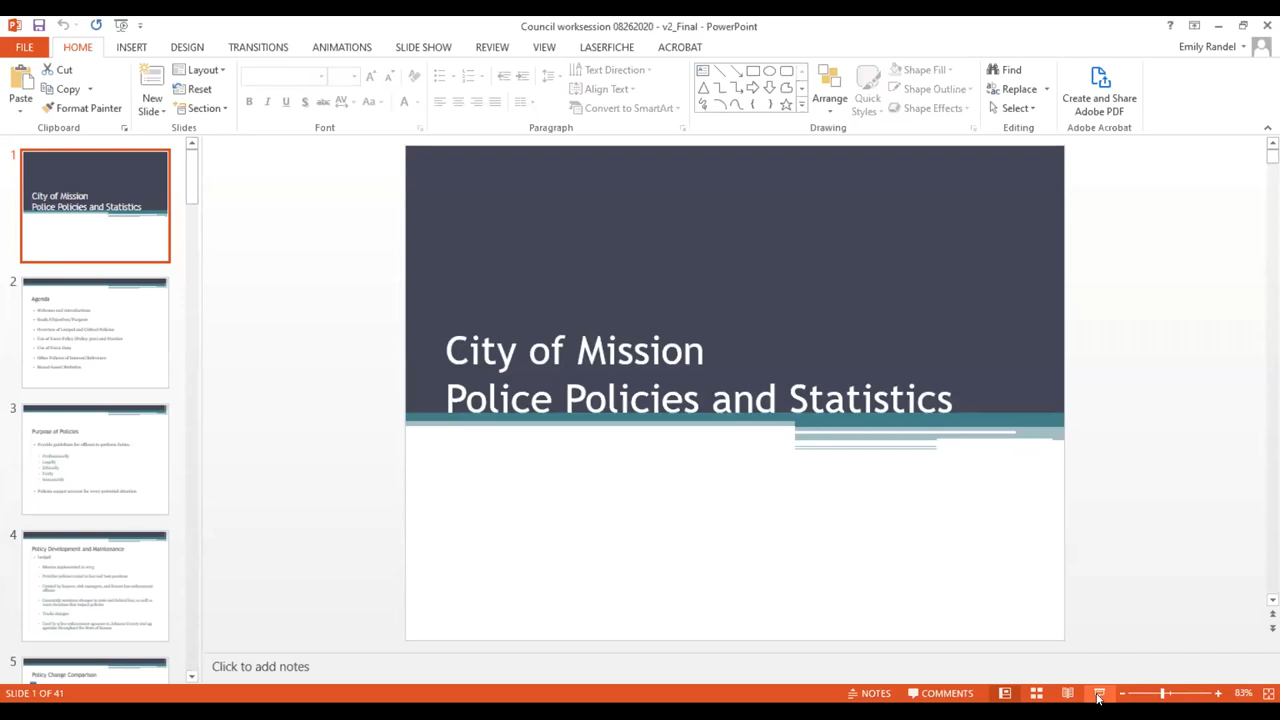 Council worksession 08262020 - v2_Final - PowerPoint
FILE HOME INSERT DESIGN TRANSITIONS ANIMATIONS SLIDE SHOW REVIEW VIEW LASERFICHE ACROBAT
Emily Randel
Paste
Cut
Copy
Format Painter
Clipboard
New
Slide
Layout
Reset
Section
Slides
Font
Text Direction
Align Text
Convert to SmartArt
Paragraph
Arrange
Quick
Styles
Shape Fill
Shape Outline
Shape Effects
Drawing
Find
Replace
Select
Editing
Create and Share
Adobe PDF
Adobe Acrobat
1
City of Mission
Police Policies and Statistics
2
Agenda
3
Purpose of Policies
4
Policy Development and Maintenance
5
Policy Change Comparison
City of Mission
Police Policies and Statistics
Click to add notes
SLIDE 1 OF 41
NOTES COMMENTS 83%